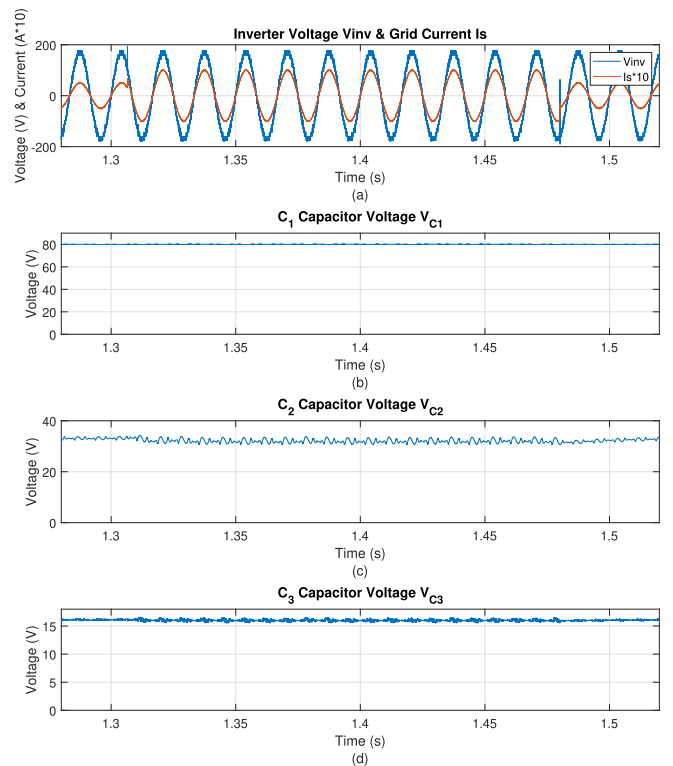 Inverter Voltage Vinv & Grid Current Is
Voltage (V) & Current (A*10)
200
0
-200
Vinv
Is*10
1.3 1.35 1.4 1.45 1.5
Time (s)
(a)
C1 Capacitor Voltage VC1
Voltage (V)
80
60
40
20
0
1.3 1.35 1.4 1.45 1.5
Time (s)
(b)
C2 Capacitor Voltage VC2
Voltage (V)
40
20
0
1.3 1.35 1.4 1.45 1.5
Time (s)
(c)
C3 Capacitor Voltage VC3
Voltage (V)
15
10
5
0
1.3 1.35 1.4 1.45 1.5
Time (s)
(d)